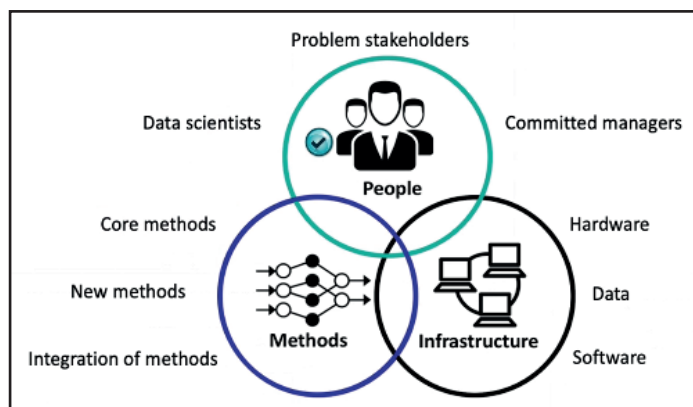 Problem stakeholders
Data scientists
Committed managers
People
Core methods
Hardware
New methods
Data
Methods
Infrastructure
Integration of methods
Software